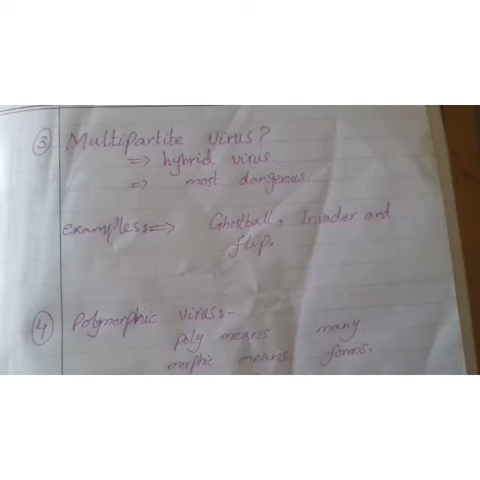 ③ Multipartite virus?
=> hybrid virus.
=> most dangerous.
examples:=> Ghostball, Invader and
flip.
④ Polymorphic virus:-
poly means many
morphic means forms.